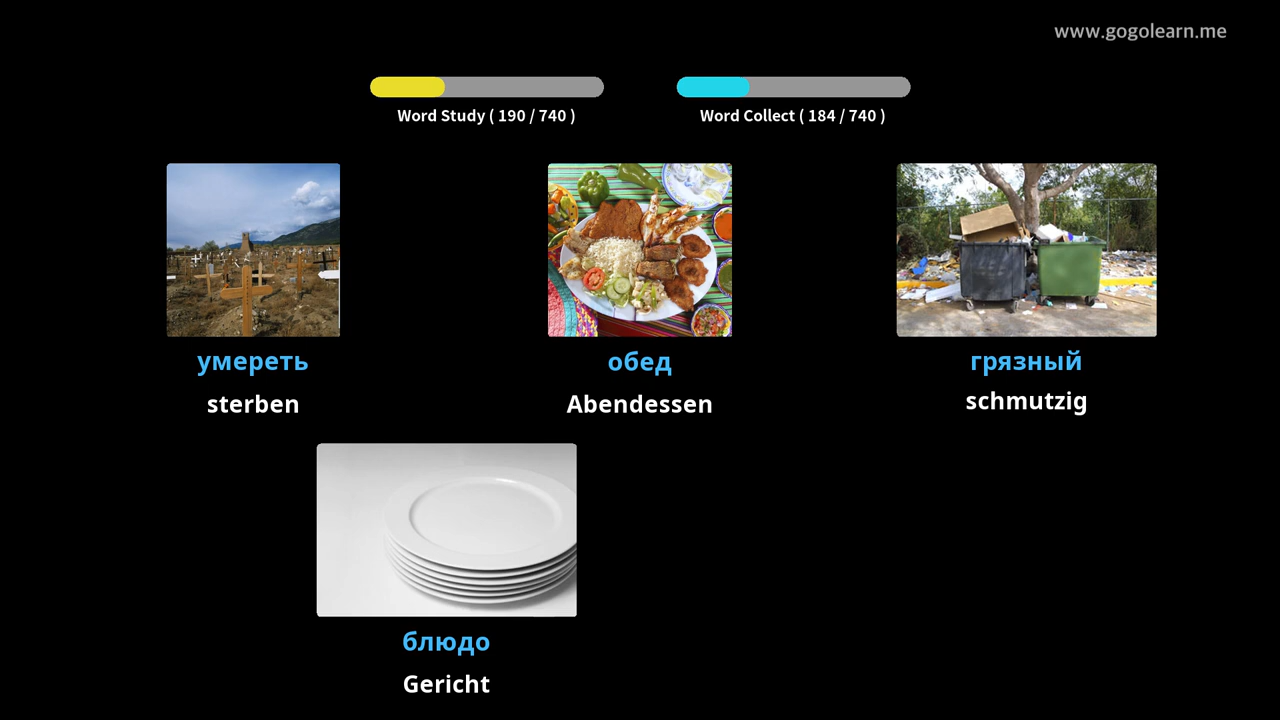 www.gogolearn.me
Word Study ( 190 / 740 )
Word Collect ( 184 / 740 )
умереть
sterben
обед
Abendessen
грязный
schmutzig
блюдо
Gericht